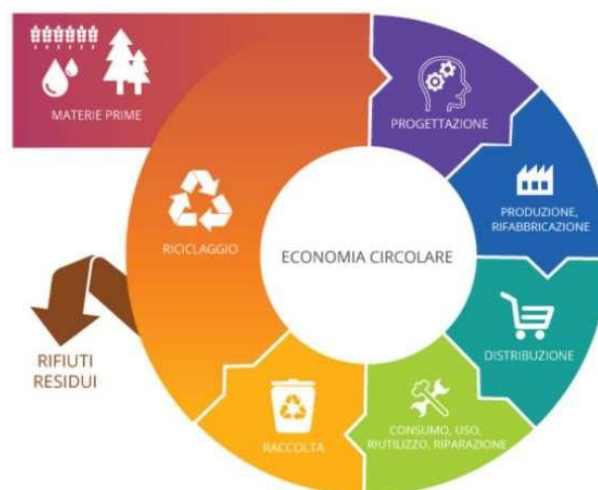 MATERIE PRIME
PROGETTAZIONE
PRODUZIONE,
RIFABBRICAZIONE
DISTRIBUZIONE
CONSUMO, USO,
RIUTILIZZO, RIPARAZIONE
RACCOLTA
RICICLAGGIO
RIFIUTI
RESIDUI
ECONOMIA CIRCOLARE